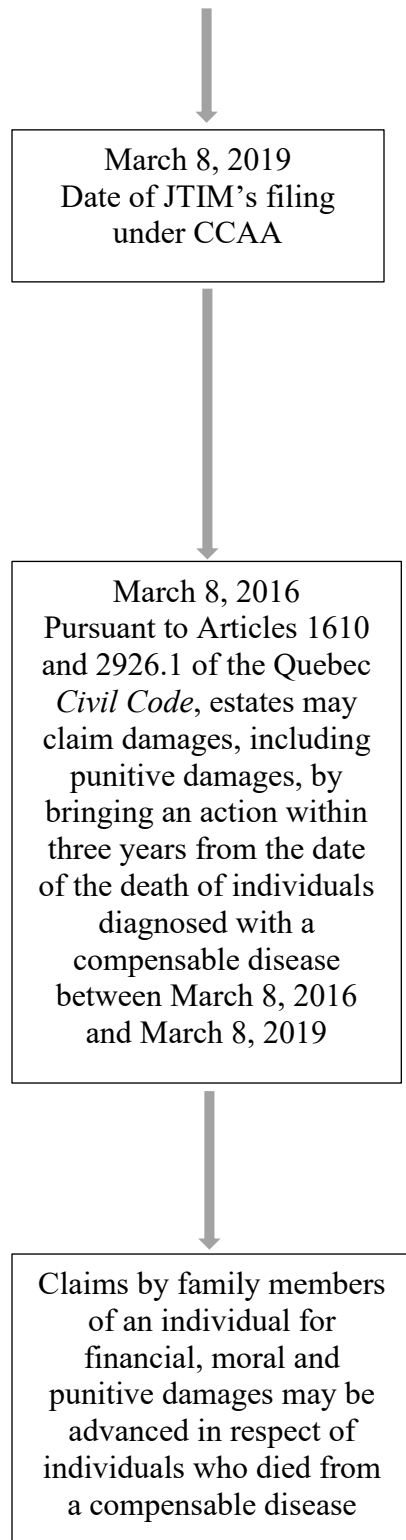 March 8, 2019
Date of JTIM’s filing
under CCAA
March 8, 2016
Pursuant to Articles 1610
and 2926.1 of the Quebec
Civil Code, estates may
claim damages, including
punitive damages, by
bringing an action within
three years from the date
of the death of individuals
diagnosed with a
compensable disease
between March 8, 2016
and March 8, 2019
Claims by family members
of an individual for
financial, moral and
punitive damages may be
advanced in respect of
individuals who died from
a compensable disease